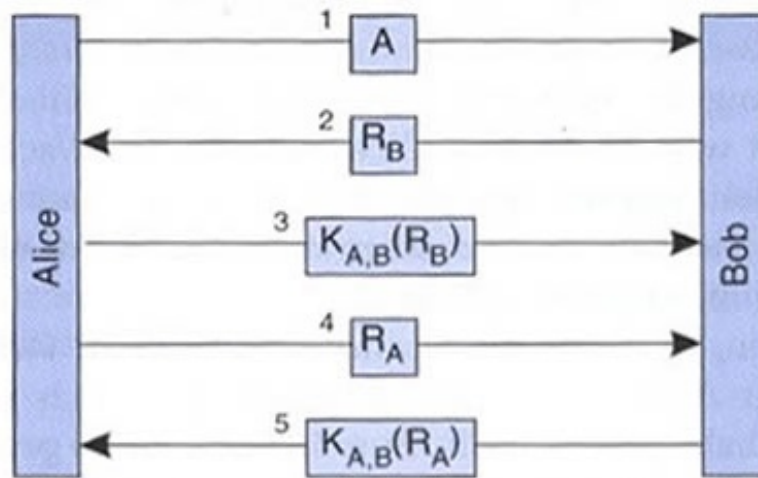 1 A
2 R_B
3 K_A,B(R_B)
4 R_A
5 K_A,B(R_A)
Alice
Bob